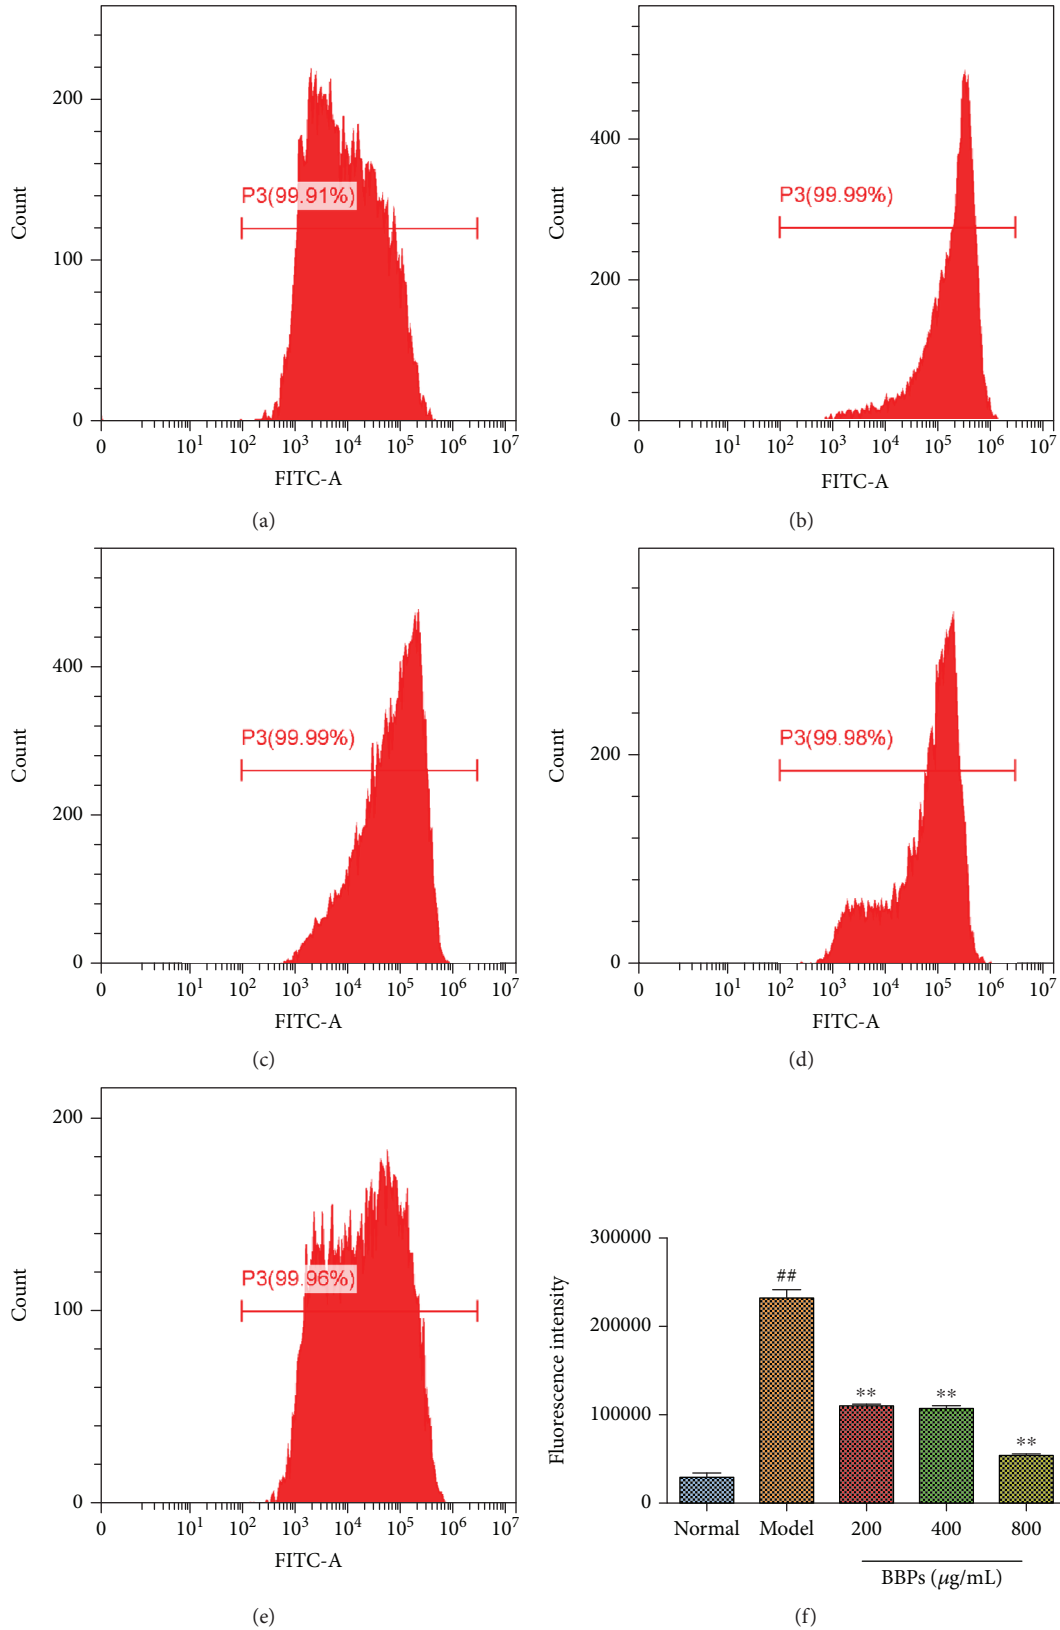 200
100
0
Count
P3(99.91%)
0 10¹ 10² 10³ 10⁴ 10⁵ 10⁶ 10⁷
FITC-A
(a)
400
200
0
Count
P3(99.99%)
0 10¹ 10² 10³ 10⁴ 10⁵ 10⁶ 10⁷
FITC-A
(b)
400
200
0
Count
P3(99.99%)
0 10¹ 10² 10³ 10⁴ 10⁵ 10⁶ 10⁷
FITC-A
(c)
200
0
Count
P3(99.98%)
0 10¹ 10² 10³ 10⁴ 10⁵ 10⁶ 10⁷
FITC-A
(d)
200
100
0
Count
P3(99.96%)
0 10¹ 10² 10³ 10⁴ 10⁵ 10⁶ 10⁷
FITC-A
(e)
300000
200000
100000
0
Fluorescence intensity
##
**
**
**
Normal Model 200 400 800
BBPs (μg/mL)
(f)